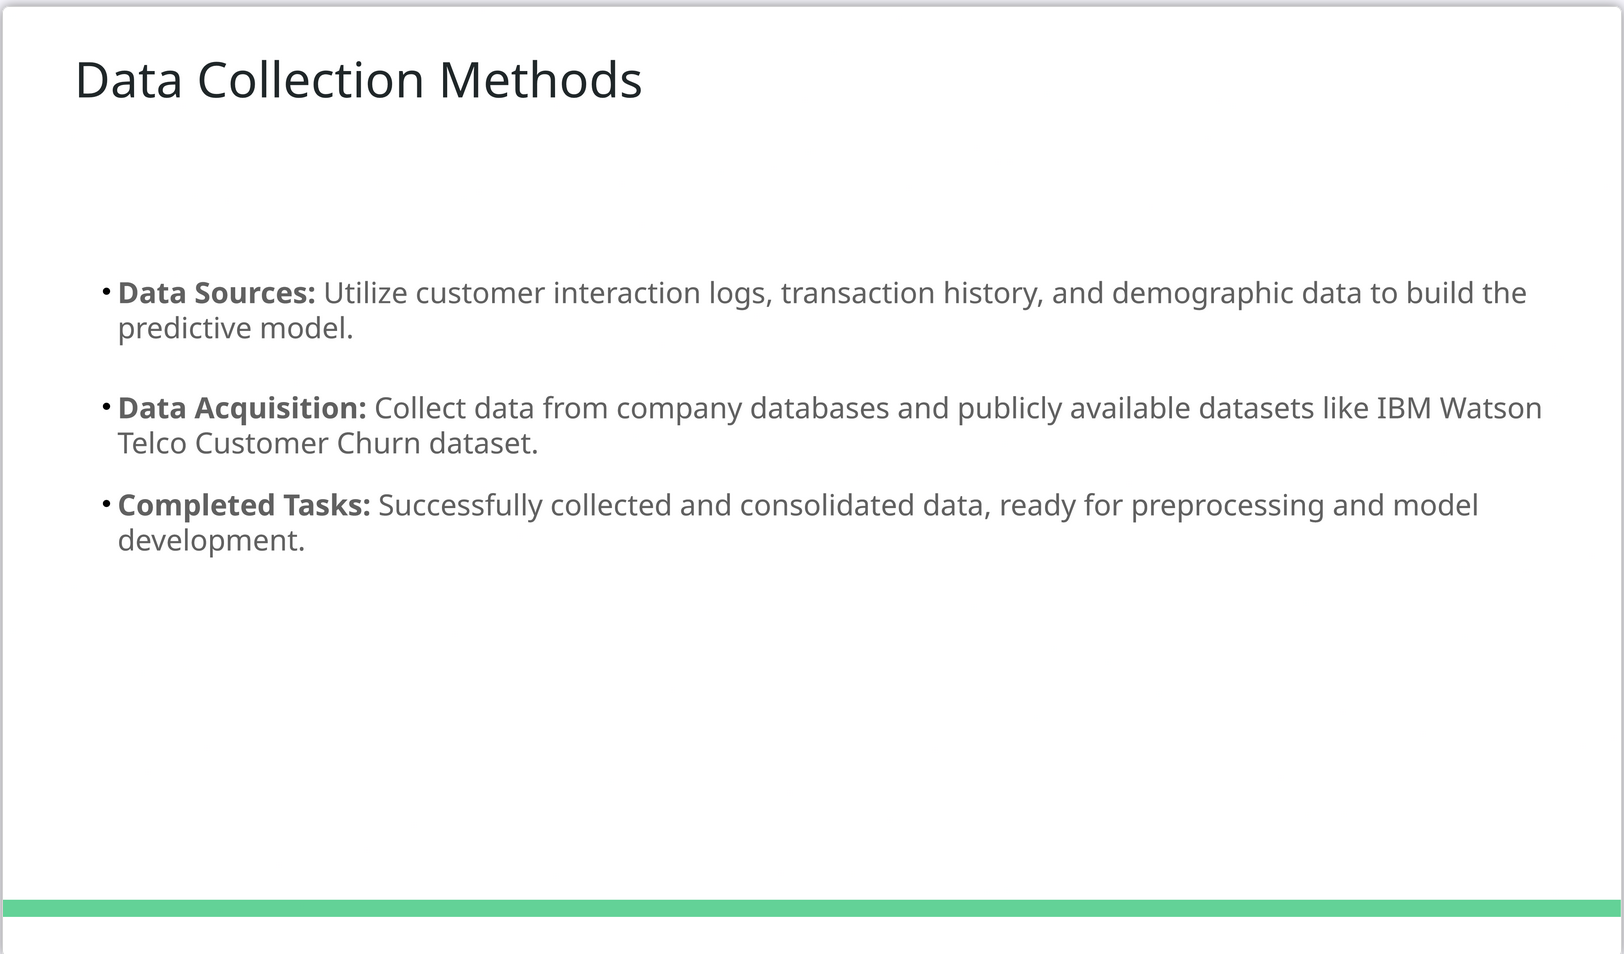 Data Collection Methods
• Data Sources: Utilize customer interaction logs, transaction history, and demographic data to build the
predictive model.
• Data Acquisition: Collect data from company databases and publicly available datasets like IBM Watson
Telco Customer Churn dataset.
• Completed Tasks: Successfully collected and consolidated data, ready for preprocessing and model
development.